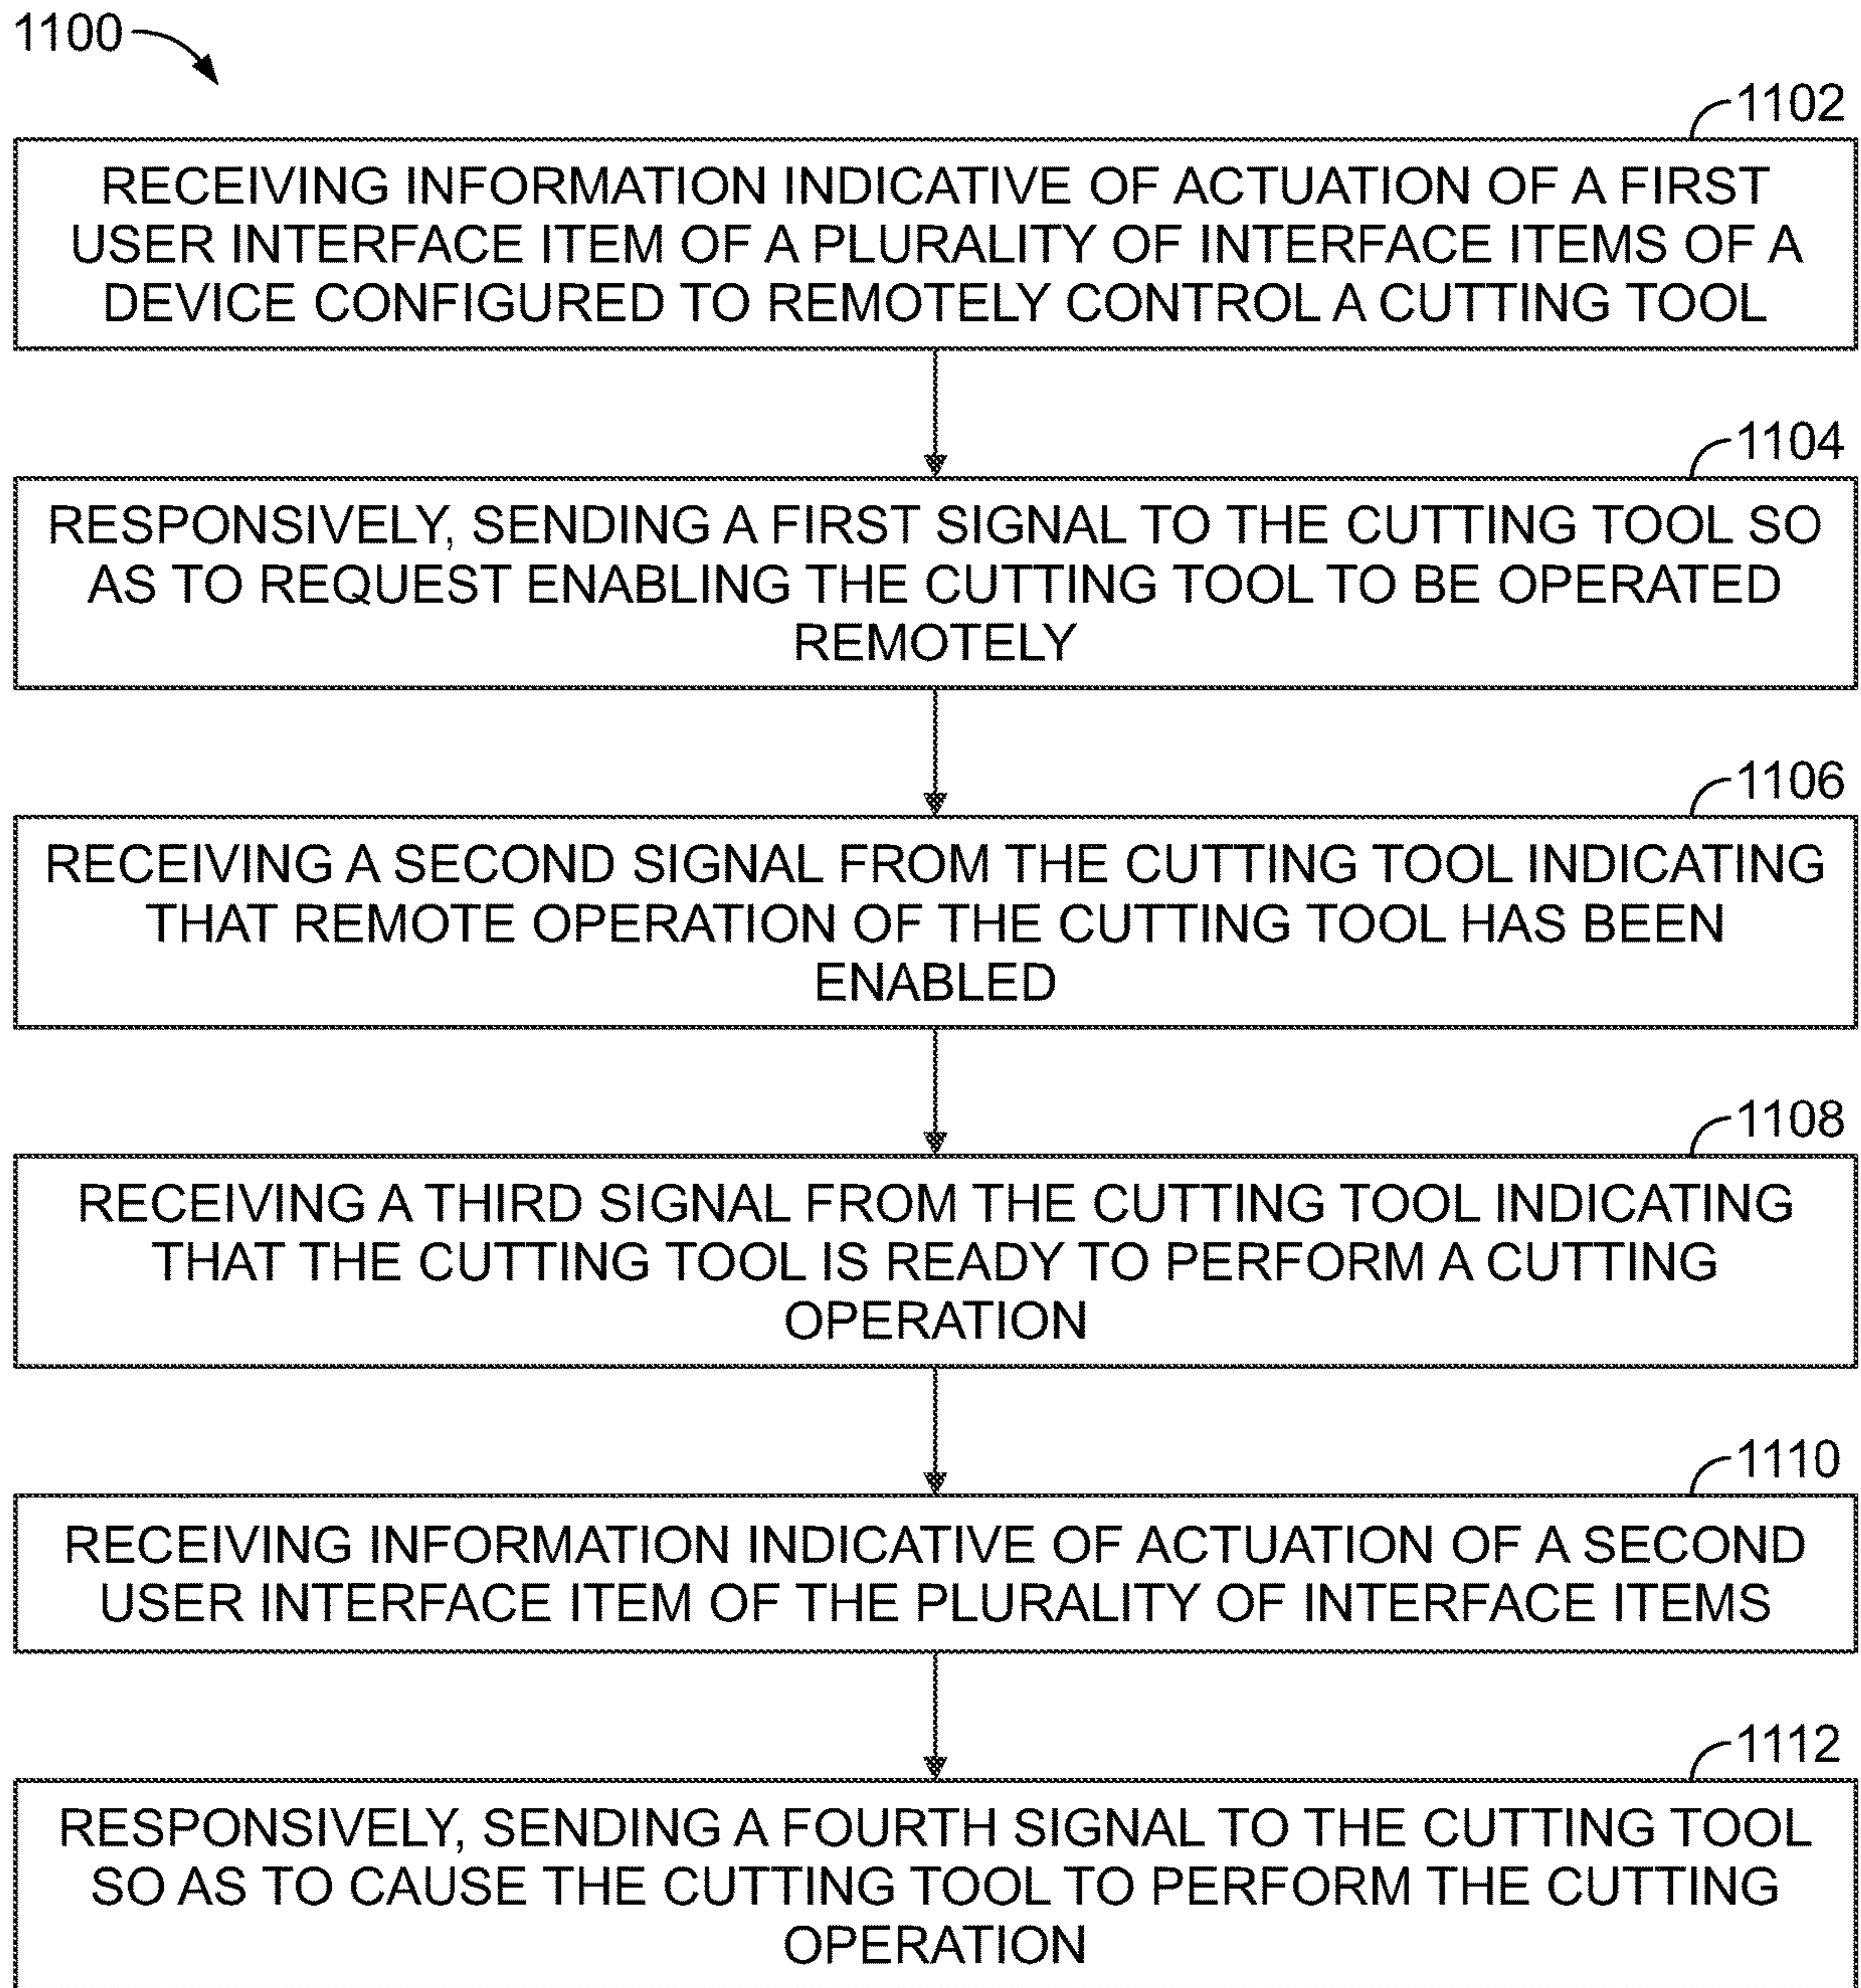 1100
1102
RECEIVING INFORMATION INDICATIVE OF ACTUATION OF A FIRST
USER INTERFACE ITEM OF A PLURALITY OF INTERFACE ITEMS OF A
DEVICE CONFIGURED TO REMOTELY CONTROL A CUTTING TOOL
1104
RESPONSIVELY, SENDING A FIRST SIGNAL TO THE CUTTING TOOL SO
AS TO REQUEST ENABLING THE CUTTING TOOL TO BE OPERATED
REMOTELY
1106
RECEIVING A SECOND SIGNAL FROM THE CUTTING TOOL INDICATING
THAT REMOTE OPERATION OF THE CUTTING TOOL HAS BEEN
ENABLED
1108
RECEIVING A THIRD SIGNAL FROM THE CUTTING TOOL INDICATING
THAT THE CUTTING TOOL IS READY TO PERFORM A CUTTING
OPERATION
1110
RECEIVING INFORMATION INDICATIVE OF ACTUATION OF A SECOND
USER INTERFACE ITEM OF THE PLURALITY OF INTERFACE ITEMS
1112
RESPONSIVELY, SENDING A FOURTH SIGNAL TO THE CUTTING TOOL
SO AS TO CAUSE THE CUTTING TOOL TO PERFORM THE CUTTING
OPERATION